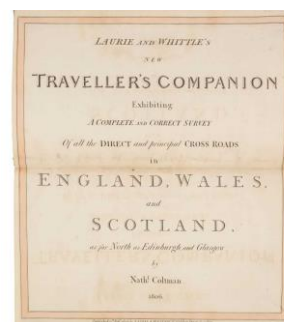 LAURIE AND WHITTLE'S
NEW
TRAVELLER'S COMPANION
Exhibiting
A COMPLETE AND CORRECT SURVEY
Of all the DIRECT and principal CROSS ROADS
in
ENGLAND, WALES,
and
SCOTLAND,
as far North as Edinburgh and Glasgow
by
Nathl Coltman
1806